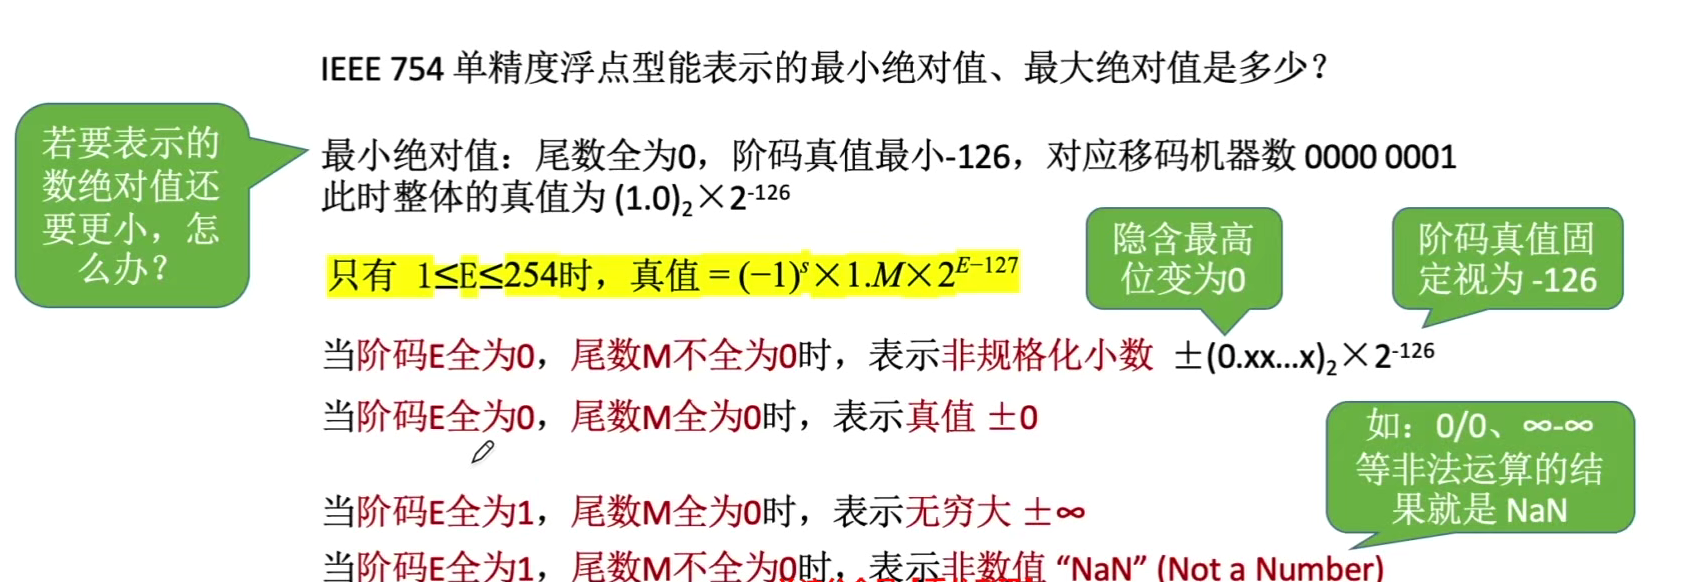 IEEE 754 单精度浮点型能表示的最小绝对值、最大绝对值是多少？
若要表示的
数绝对值还
要更小，怎
么办？
最小绝对值：尾数全为0，阶码真值最小-126，对应移码机器数 0000 0001
此时整体的真值为 (1.0)₂×2⁻¹²⁶
隐含最高
位变为0
阶码真值固
定视为 -126
只有 1≤E≤254时，真值 = (−1)ˢ×1.M×2ᴱ⁻¹²⁷
当阶码E全为0，尾数M不全为0时，表示非规格化小数 ±(0.xx...x)₂×2⁻¹²⁶
当阶码E全为0，尾数M全为0时，表示真值 ±0
如：0/0、∞-∞
等非法运算的结
果就是 NaN
当阶码E全为1，尾数M全为0时，表示无穷大 ±∞
当阶码E全为1，尾数M不全为0时，表示非数值 “NaN” (Not a Number)